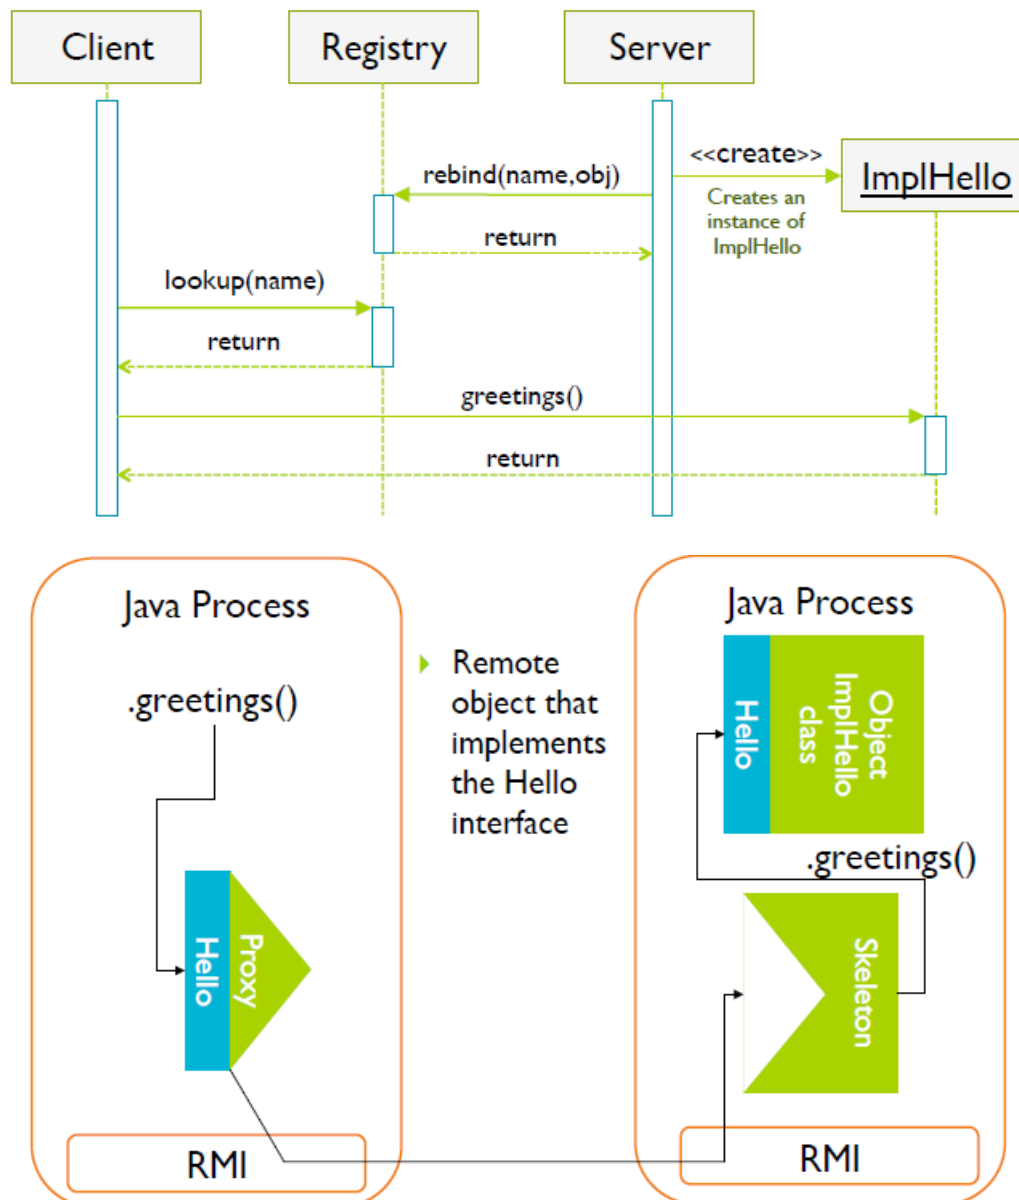 Client
Registry
Server
<<create>>
ImplHello
rebind(name,obj)
Creates an
instance of
ImplHello
return
lookup(name)
return
greetings()
return
Java Process
.greetings()
Hello
Proxy
RMI
Remote
object that
implements
the Hello
interface
Java Process
Hello
Object
ImplHello
class
.greetings()
Skeleton
RMI